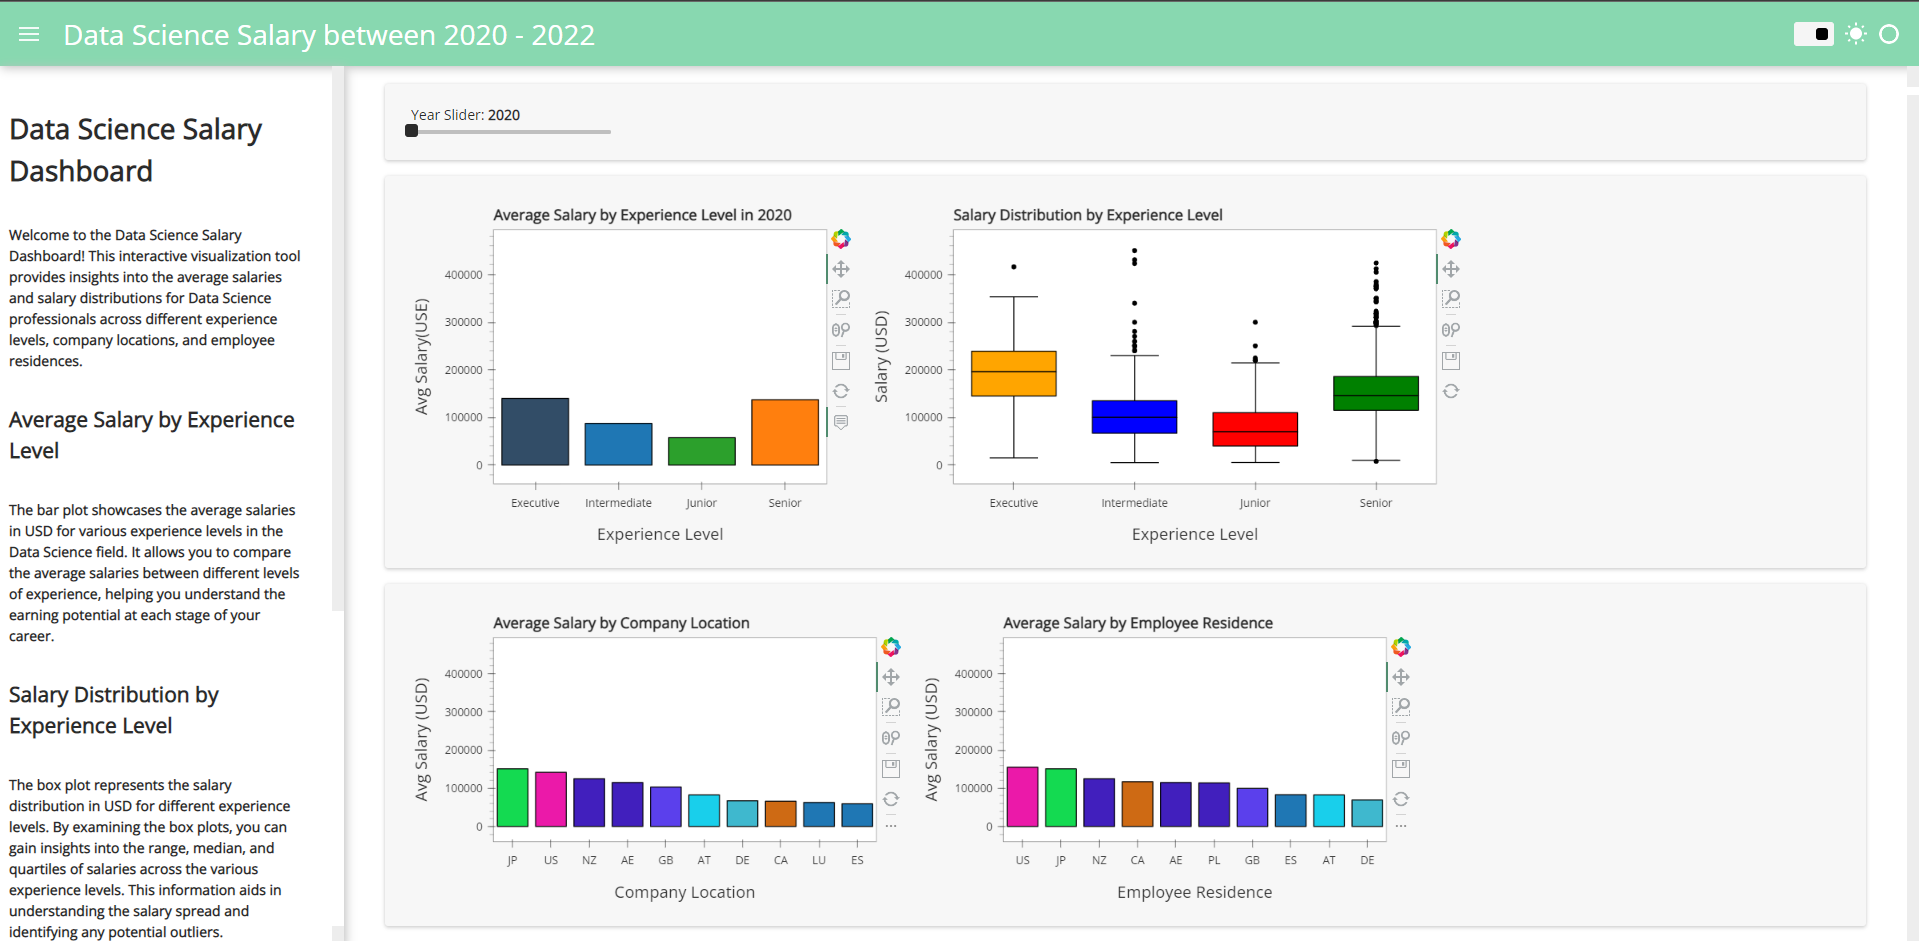 Data Science Salary between 2020 - 2022
Data Science Salary
Dashboard
Welcome to the Data Science Salary
Dashboard! This interactive visualization tool
provides insights into the average salaries
and salary distributions for Data Science
professionals across different experience
levels, company locations, and employee
residences.
Average Salary by Experience
Level
The bar plot showcases the average salaries
in USD for various experience levels in the
Data Science field. It allows you to compare
the average salaries between different levels
of experience, helping you understand the
earning potential at each stage of your
career.
Salary Distribution by
Experience Level
The box plot represents the salary
distribution in USD for different experience
levels. By examining the box plots, you can
gain insights into the range, median, and
quartiles of salaries across the various
experience levels. This information aids in
understanding the salary spread and
identifying any potential outliers.
Year Slider: 2020
Average Salary by Experience Level in 2020
Avg Salary(USE)
400000
300000
200000
100000
0
Executive Intermediate Junior Senior
Experience Level
Salary Distribution by Experience Level
Salary (USD)
400000
300000
200000
100000
0
Executive Intermediate Junior Senior
Experience Level
Average Salary by Company Location
Avg Salary (USD)
400000
300000
200000
100000
0
JP US NZ AE GB AT DE CA LU ES
Company Location
Average Salary by Employee Residence
Avg Salary (USD)
400000
300000
200000
100000
0
US JP NZ CA AE PL GB ES AT DE
Employee Residence